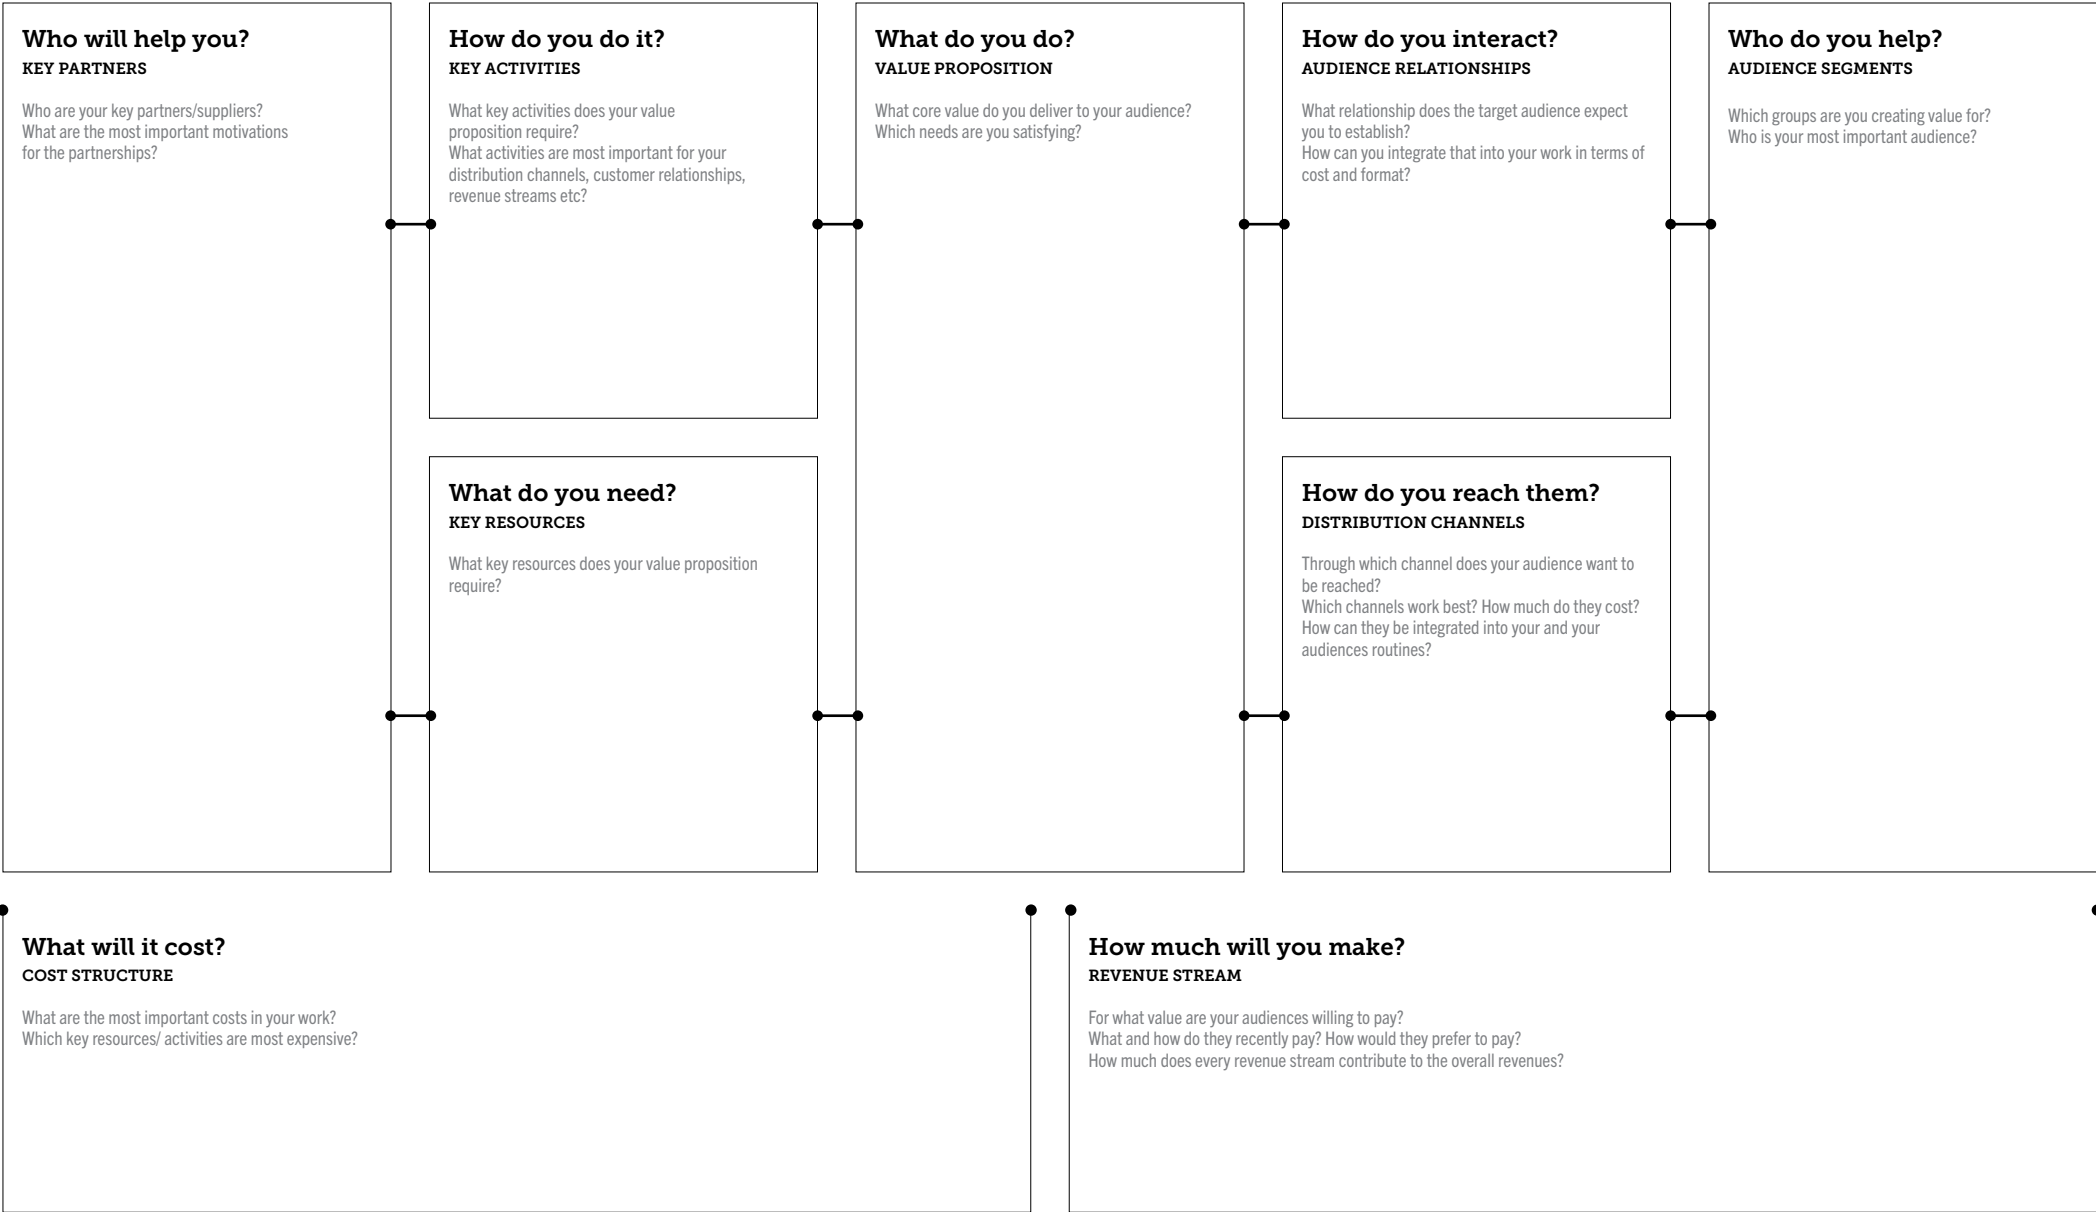 Who will help you?
KEY PARTNERS
Who are your key partners/suppliers?
What are the most important motivations
for the partnerships?
How do you do it?
KEY ACTIVITIES
What key activities does your value
proposition require?
What activities are most important for your
distribution channels, customer relationships,
revenue streams etc?
What do you need?
KEY RESOURCES
What key resources does your value proposition
require?
What do you do?
VALUE PROPOSITION
What core value do you deliver to your audience?
Which needs are you satisfying?
How do you interact?
AUDIENCE RELATIONSHIPS
What relationship does the target audience expect
you to establish?
How can you integrate that into your work in terms of
cost and format?
How do you reach them?
DISTRIBUTION CHANNELS
Through which channel does your audience want to
be reached?
Which channels work best? How much do they cost?
How can they be integrated into your and your
audiences routines?
Who do you help?
AUDIENCE SEGMENTS
Which groups are you creating value for?
Who is your most important audience?
What will it cost?
COST STRUCTURE
What are the most important costs in your work?
Which key resources/ activities are most expensive?
How much will you make?
REVENUE STREAM
For what value are your audiences willing to pay?
What and how do they recently pay? How would they prefer to pay?
How much does every revenue stream contribute to the overall revenues?